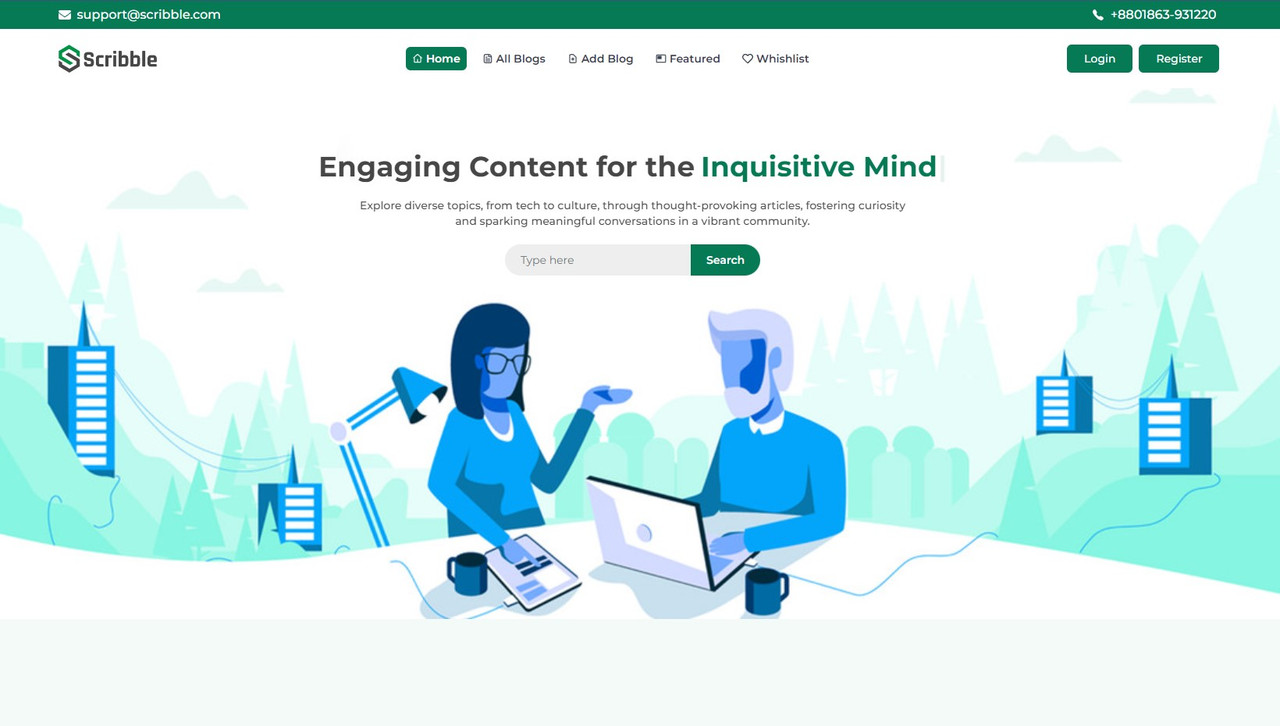 support@scribble.com
+8801863-931220
Scribble
Home
All Blogs
Add Blog
Featured
Whishlist
Login
Register
Engaging Content for the Inquisitive Mind
Explore diverse topics, from tech to culture, through thought-provoking articles, fostering curiosity
and sparking meaningful conversations in a vibrant community.
Type here
Search